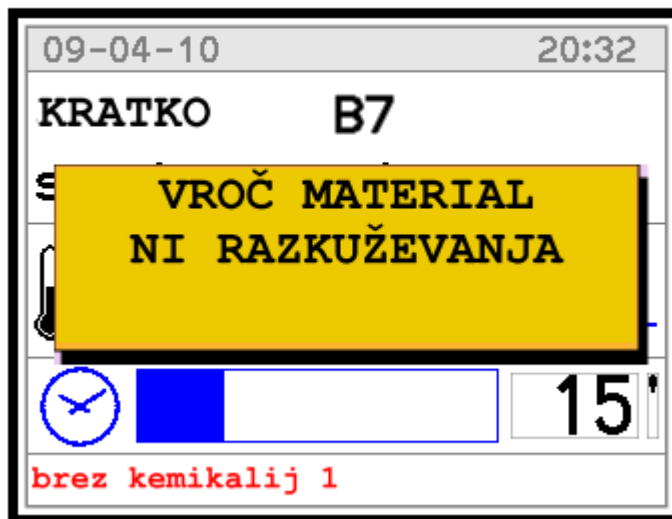 09-04-10 20:32
KRATKO B7
VROČ MATERIAL
NI RAZKUŽEVANJA
15'
brez kemikalij 1